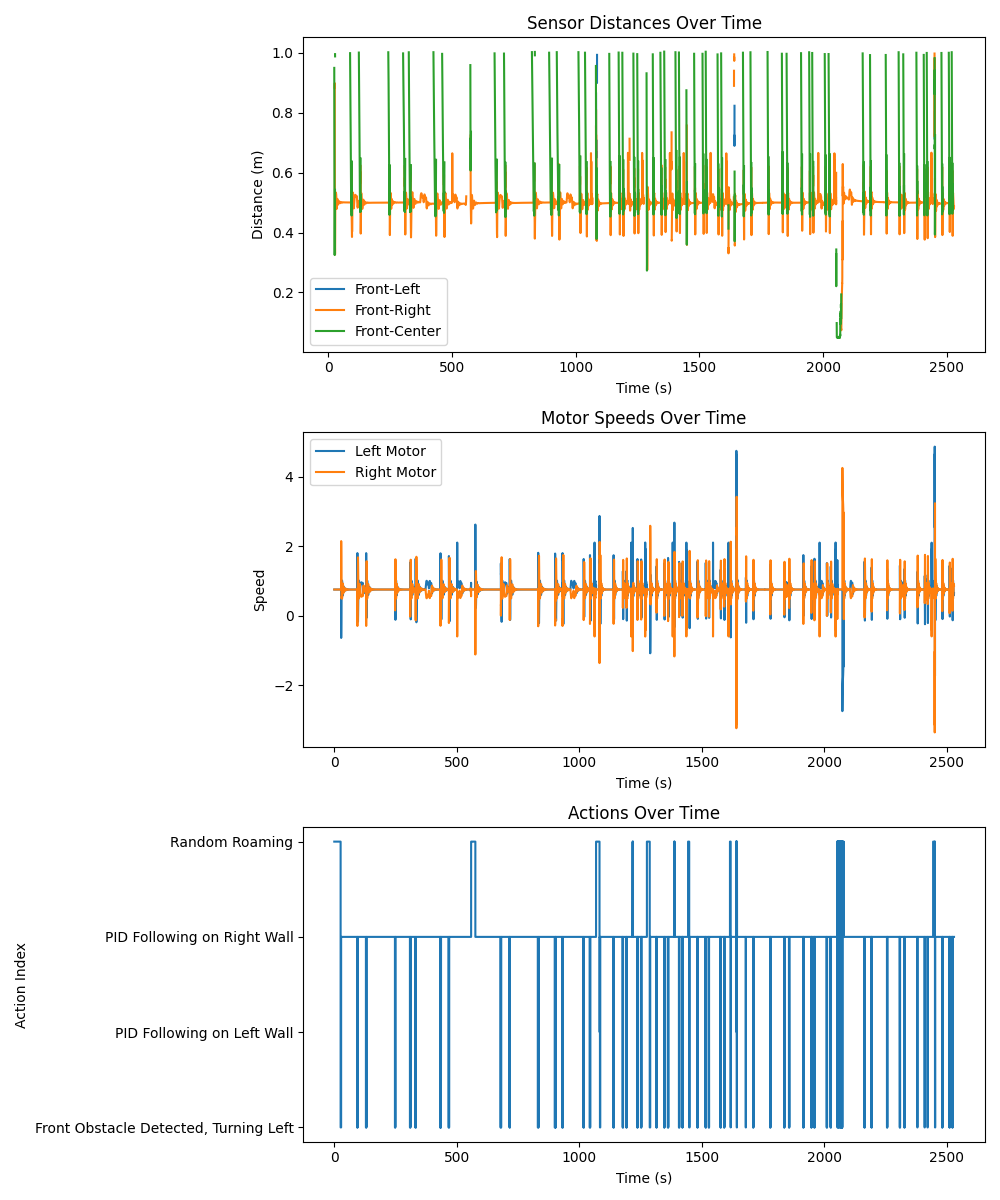 Sensor Distances Over Time
1.0
0.8
0.6
0.4
0.2
Distance (m)
Front-Left
Front-Right
Front-Center
0 500 1000 1500 2000 2500
Time (s)
Motor Speeds Over Time
4
2
0
−2
Speed
Left Motor
Right Motor
0 500 1000 1500 2000 2500
Time (s)
Actions Over Time
Random Roaming
PID Following on Right Wall
PID Following on Left Wall
Front Obstacle Detected, Turning Left
Action Index
0 500 1000 1500 2000 2500
Time (s)